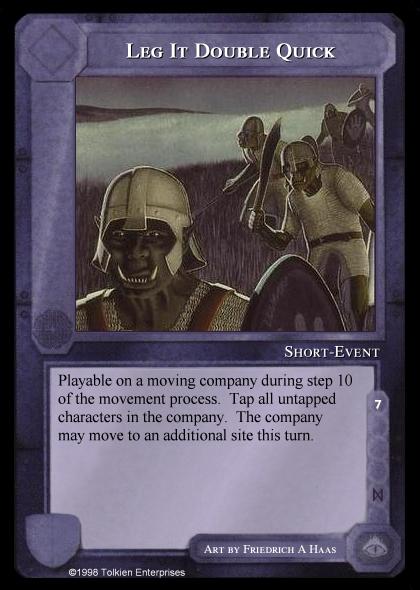 Leg It Double Quick
Short-Event
Playable on a moving company during step 10
of the movement process.  Tap all untapped
characters in the company.  The company
may move to an additional site this turn.
7
Art by Friedrich A Haas
©1998 Tolkien Enterprises